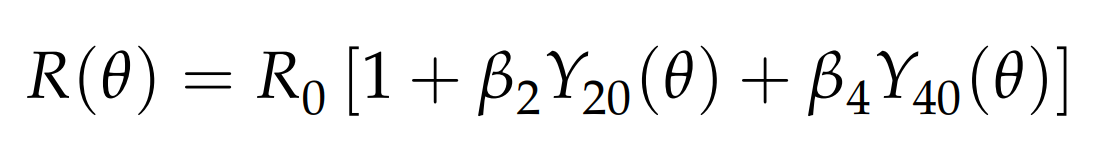 R(θ) = R₀ [1 + β₂Y₂₀(θ) + β₄Y₄₀(θ)]